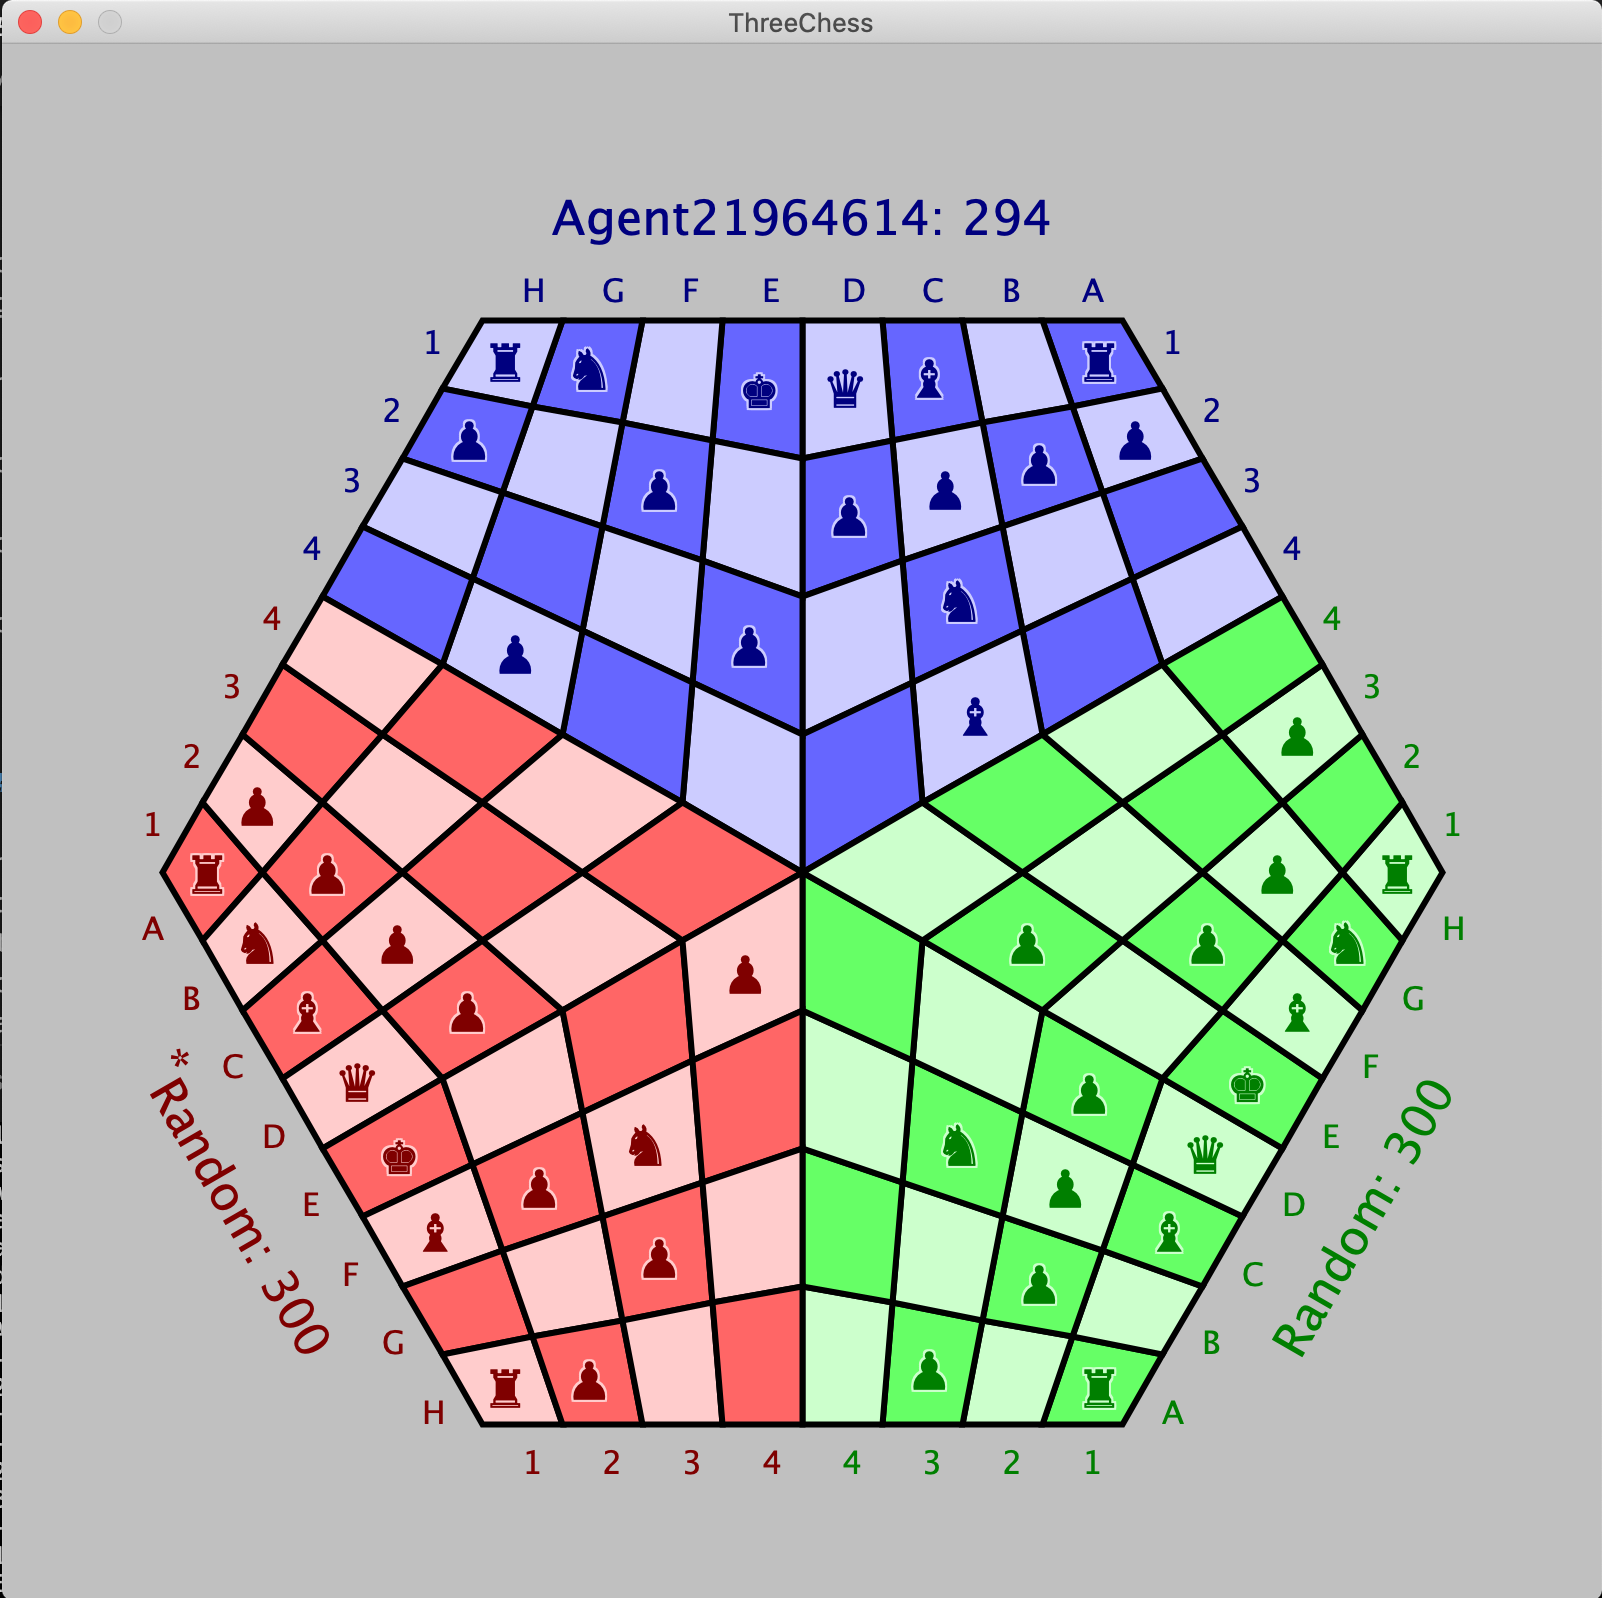 ThreeChess
Agent21964614: 294
H G F E D C B A
1 1
2 2
3 3
4 4
4 4
3 3
2 2
1 1
A H
B G
C F
D E
E D
F C
G B
H A
* Random: 300
Random: 300
1 2 3 4 4 3 2 1